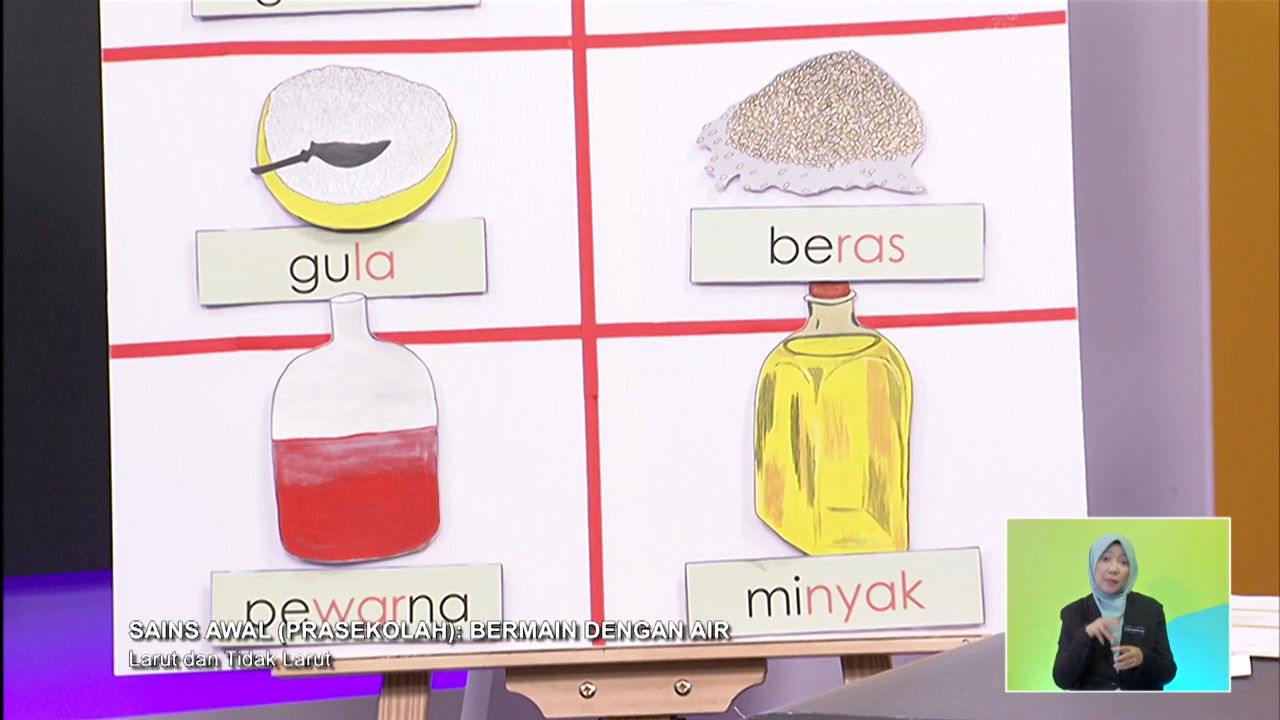 gula
beras
pewarna
minyak
SAINS AWAL (PRASEKOLAH): BERMAIN DENGAN AIR
Larut dan Tidak Larut